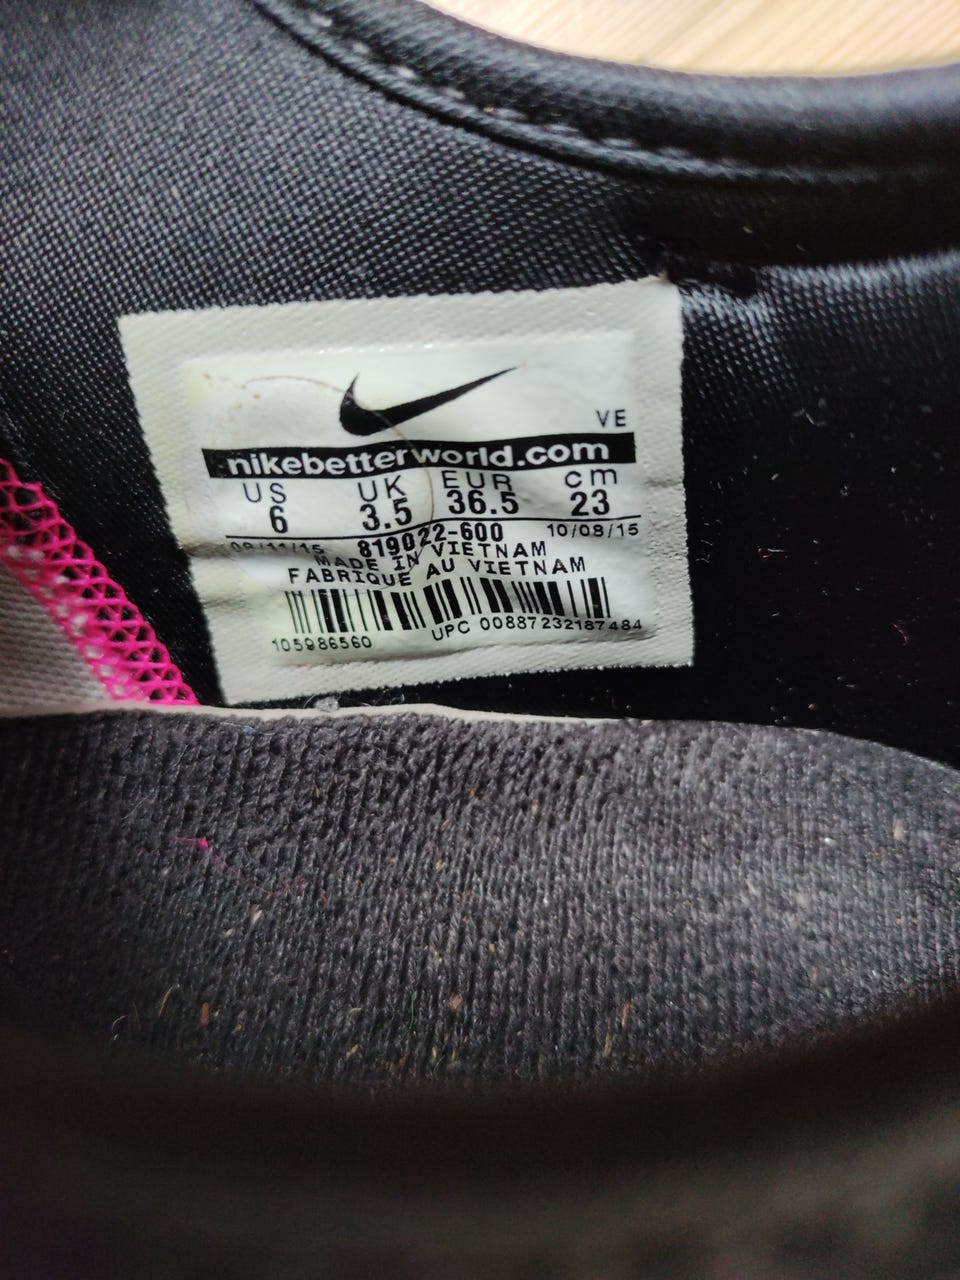 VE
nikebetterworld.com
US UK EUR cm
6 3.5 36.5 23
08/11/15 819022-600 10/08/15
MADE IN VIETNAM
FABRIQUE AU VIETNAM
105986560 UPC 00887232187484